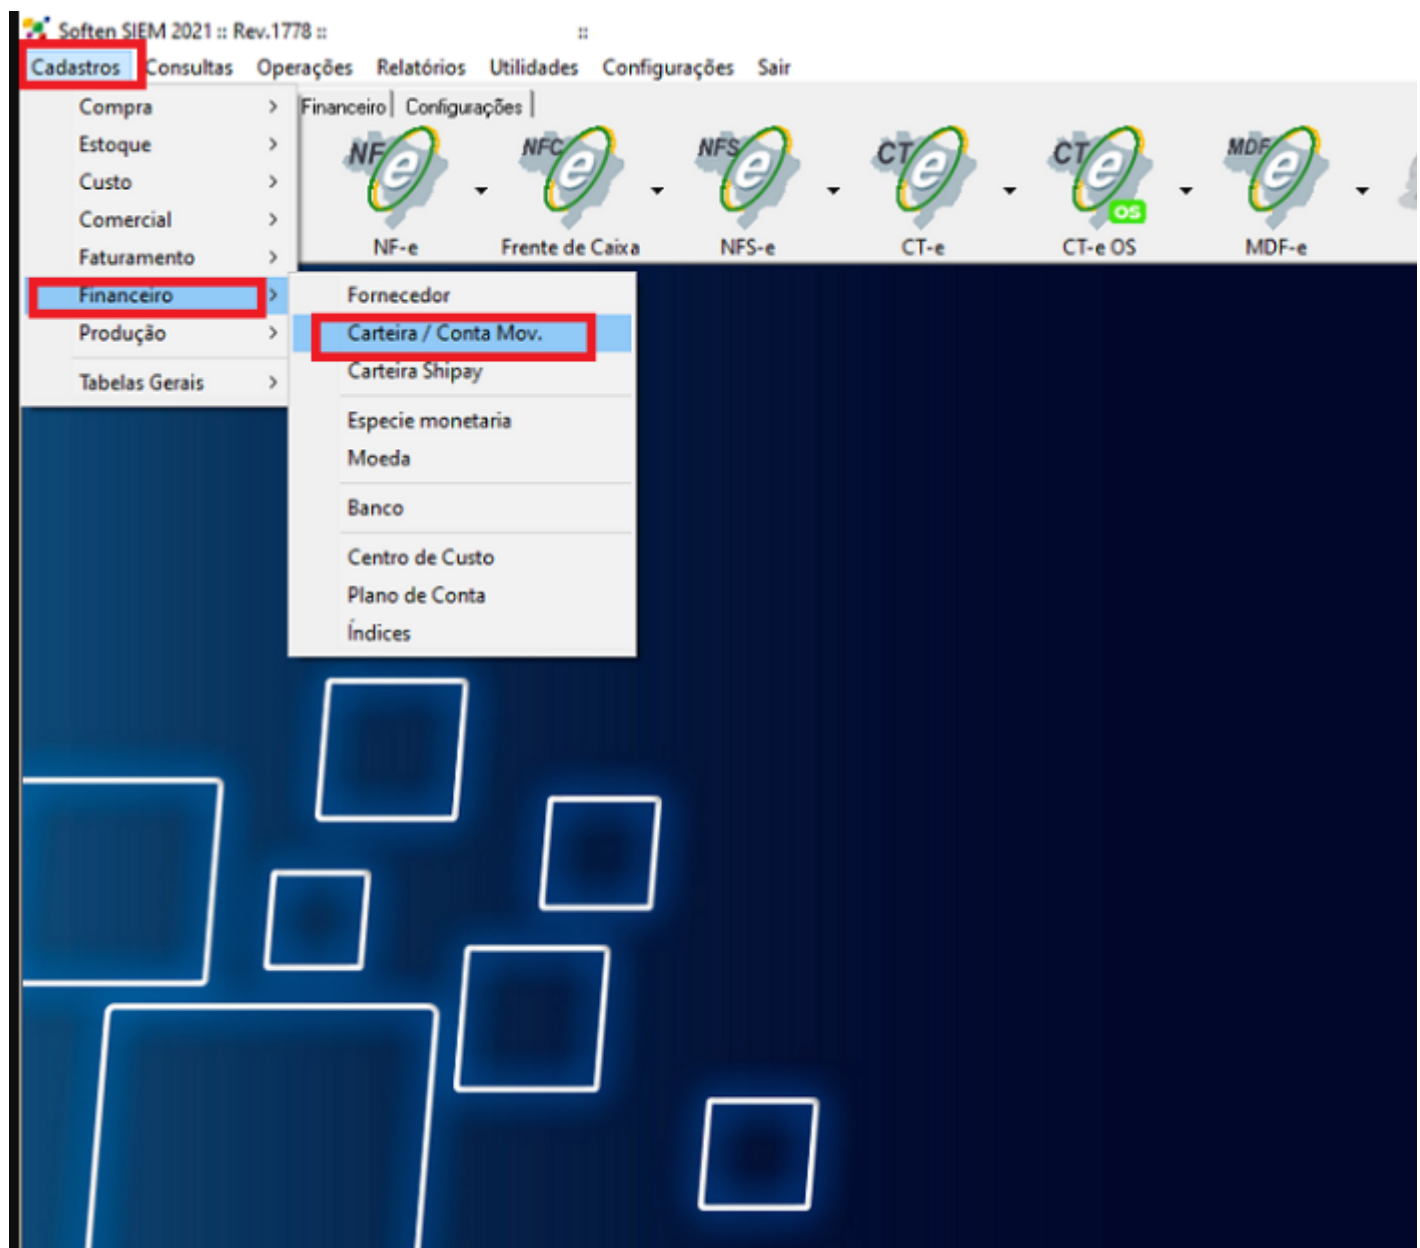 Soften SIEM 2021 :: Rev.1778 :: ::
Cadastros Consultas Operações Relatórios Utilidades Configurações Sair
Compra
Estoque
Custo
Comercial
Faturamento
Financeiro
Produção
Tabelas Gerais
Financeiro Configurações
NF e
NFC e
NFS e
CT e
CT e OS
MDF e
NF-e Frente de Caixa NFS-e CT-e CT-e OS MDF-e
Fornecedor
Carteira / Conta Mov.
Carteira Shipay
Especie monetaria
Moeda
Banco
Centro de Custo
Plano de Conta
Índices